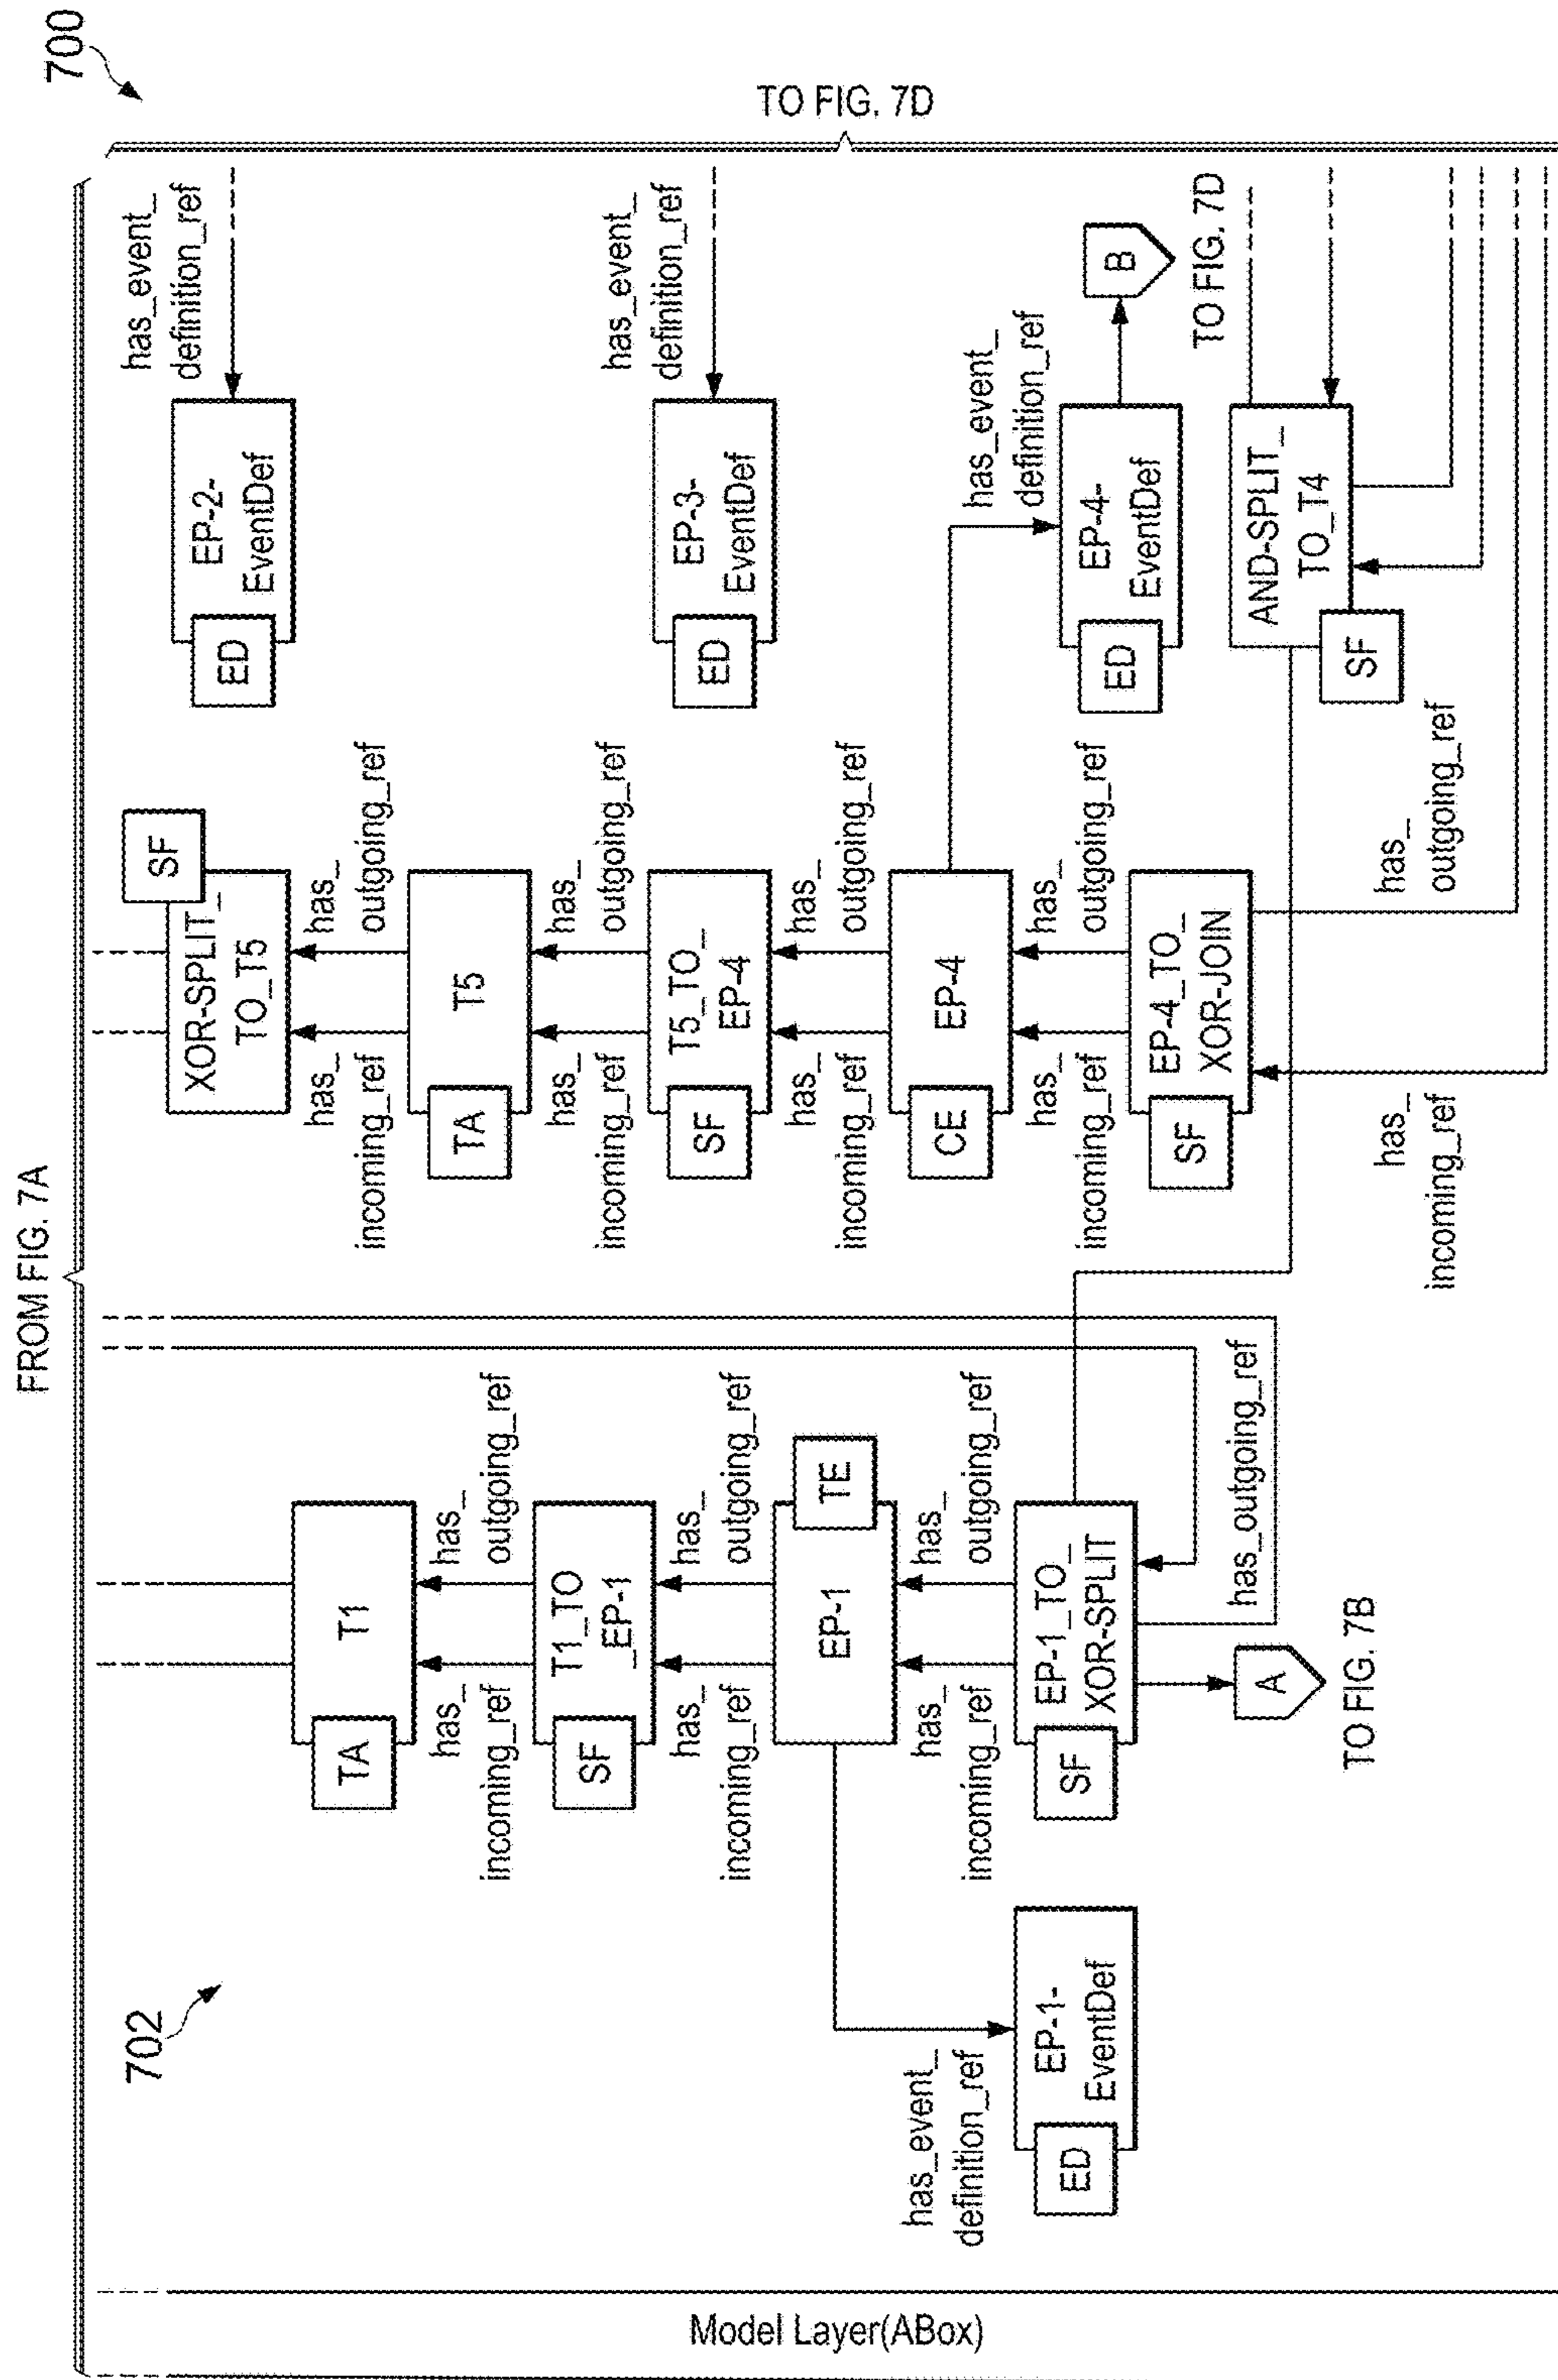 700
TO FIG. 7D
FROM FIG. 7A
702
Model Layer(ABox)
TA
T1
has_
incoming_ref
has_
outgoing_ref
SF
T1_TO
_EP-1
has_
incoming_ref
has_
outgoing_ref
EP-1
TE
has_
incoming_ref
has_
outgoing_ref
SF
EP-1_TO_
XOR-SPLIT
has_outgoing_ref
A
TO FIG. 7B
has_event_
definition_ref
ED
EP-1-
EventDef
XOR-SPLIT_
TO_T5
SF
has_
incoming_ref
has_
outgoing_ref
TA
T5
has_
incoming_ref
has_
outgoing_ref
SF
T5_TO_
EP-4
has_
incoming_ref
has_
outgoing_ref
CE
EP-4
has_
incoming_ref
has_
outgoing_ref
SF
EP-4_TO_
XOR-JOIN
has_
incoming_ref
has_
outgoing_ref
ED
EP-2-
EventDef
has_event_
definition_ref
ED
EP-3-
EventDef
has_event_
definition_ref
has_event_
definition_ref
ED
EP-4-
EventDef
B
TO FIG. 7D
AND-SPLIT_
TO_T4
SF